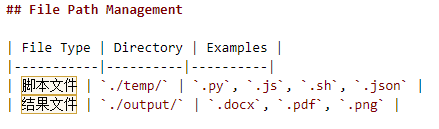 ## File Path Management
| File Type | Directory | Examples |
|-----------|----------|----------|
| 脚本文件 | `./temp/` | `.py`, `.js`, `.sh`, `.json` |
| 结果文件 | `./output/` | `.docx`, `.pdf`, `.png` |